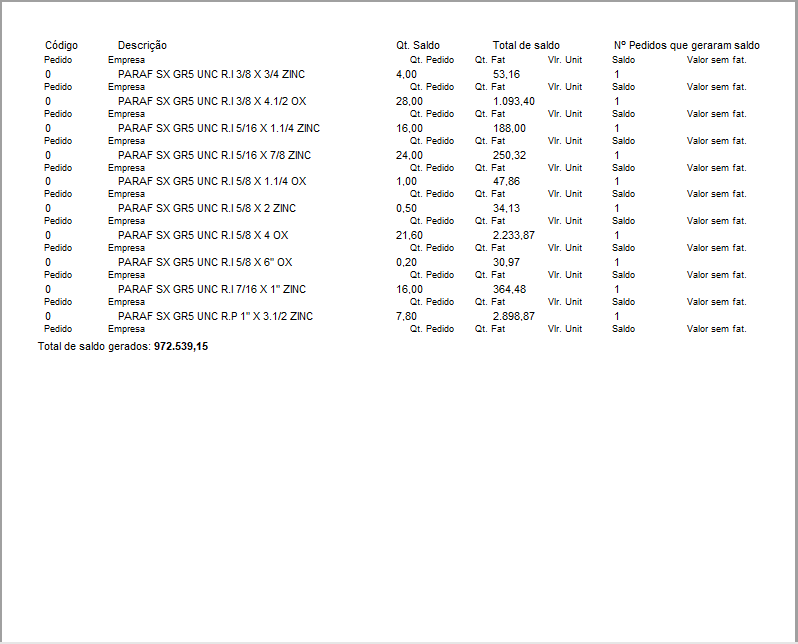 Código Descrição Qt. Saldo Total de saldo Nº Pedidos que geraram saldo
Pedido Empresa Qt. Pedido Qt. Fat Vlr. Unit Saldo Valor sem fat.
0 PARAF SX GR5 UNC R.I 3/8 X 3/4 ZINC 4,00 53,16 1
Pedido Empresa Qt. Pedido Qt. Fat Vlr. Unit Saldo Valor sem fat.
0 PARAF SX GR5 UNC R.I 3/8 X 4.1/2 OX 28,00 1.093,40 1
Pedido Empresa Qt. Pedido Qt. Fat Vlr. Unit Saldo Valor sem fat.
0 PARAF SX GR5 UNC R.I 5/16 X 1.1/4 ZINC 16,00 188,00 1
Pedido Empresa Qt. Pedido Qt. Fat Vlr. Unit Saldo Valor sem fat.
0 PARAF SX GR5 UNC R.I 5/16 X 7/8 ZINC 24,00 250,32 1
Pedido Empresa Qt. Pedido Qt. Fat Vlr. Unit Saldo Valor sem fat.
0 PARAF SX GR5 UNC R.I 5/8 X 1.1/4 OX 1,00 47,86 1
Pedido Empresa Qt. Pedido Qt. Fat Vlr. Unit Saldo Valor sem fat.
0 PARAF SX GR5 UNC R.I 5/8 X 2 ZINC 0,50 34,13 1
Pedido Empresa Qt. Pedido Qt. Fat Vlr. Unit Saldo Valor sem fat.
0 PARAF SX GR5 UNC R.I 5/8 X 4 OX 21,60 2.233,87 1
Pedido Empresa Qt. Pedido Qt. Fat Vlr. Unit Saldo Valor sem fat.
0 PARAF SX GR5 UNC R.I 5/8 X 6" OX 0,20 30,97 1
Pedido Empresa Qt. Pedido Qt. Fat Vlr. Unit Saldo Valor sem fat.
0 PARAF SX GR5 UNC R.I 7/16 X 1" ZINC 16,00 364,48 1
Pedido Empresa Qt. Pedido Qt. Fat Vlr. Unit Saldo Valor sem fat.
0 PARAF SX GR5 UNC R.P 1" X 3.1/2 ZINC 7,80 2.898,87 1
Pedido Empresa Qt. Pedido Qt. Fat Vlr. Unit Saldo Valor sem fat.
Total de saldo gerados: 972.539,15